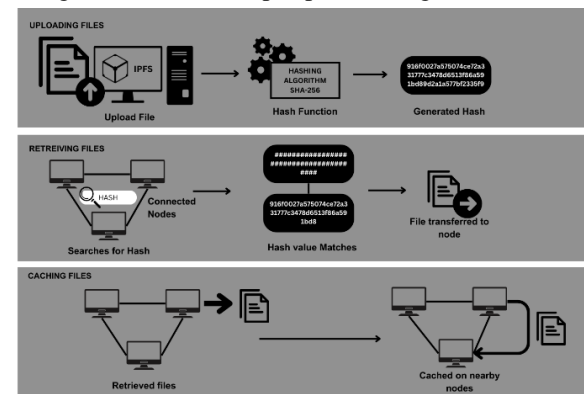 UPLOADING FILES
IPFS
HASHING
ALGORITHM
SHA-256
916f0027a575074ce72a3
31777c3478d6513f86a59
1bd89d2a1a577bf2335f9
Upload File
Hash Function
Generated Hash
RETREIVING FILES
HASH
Connected
Nodes
##################
##################
####
916f0027a575074ce72a3
31777c3478d6513f86a59
1bd8
File transferred to
node
Searches for Hash
Hash value Matches
CACHING FILES
Retrieved files
Cached on nearby
nodes